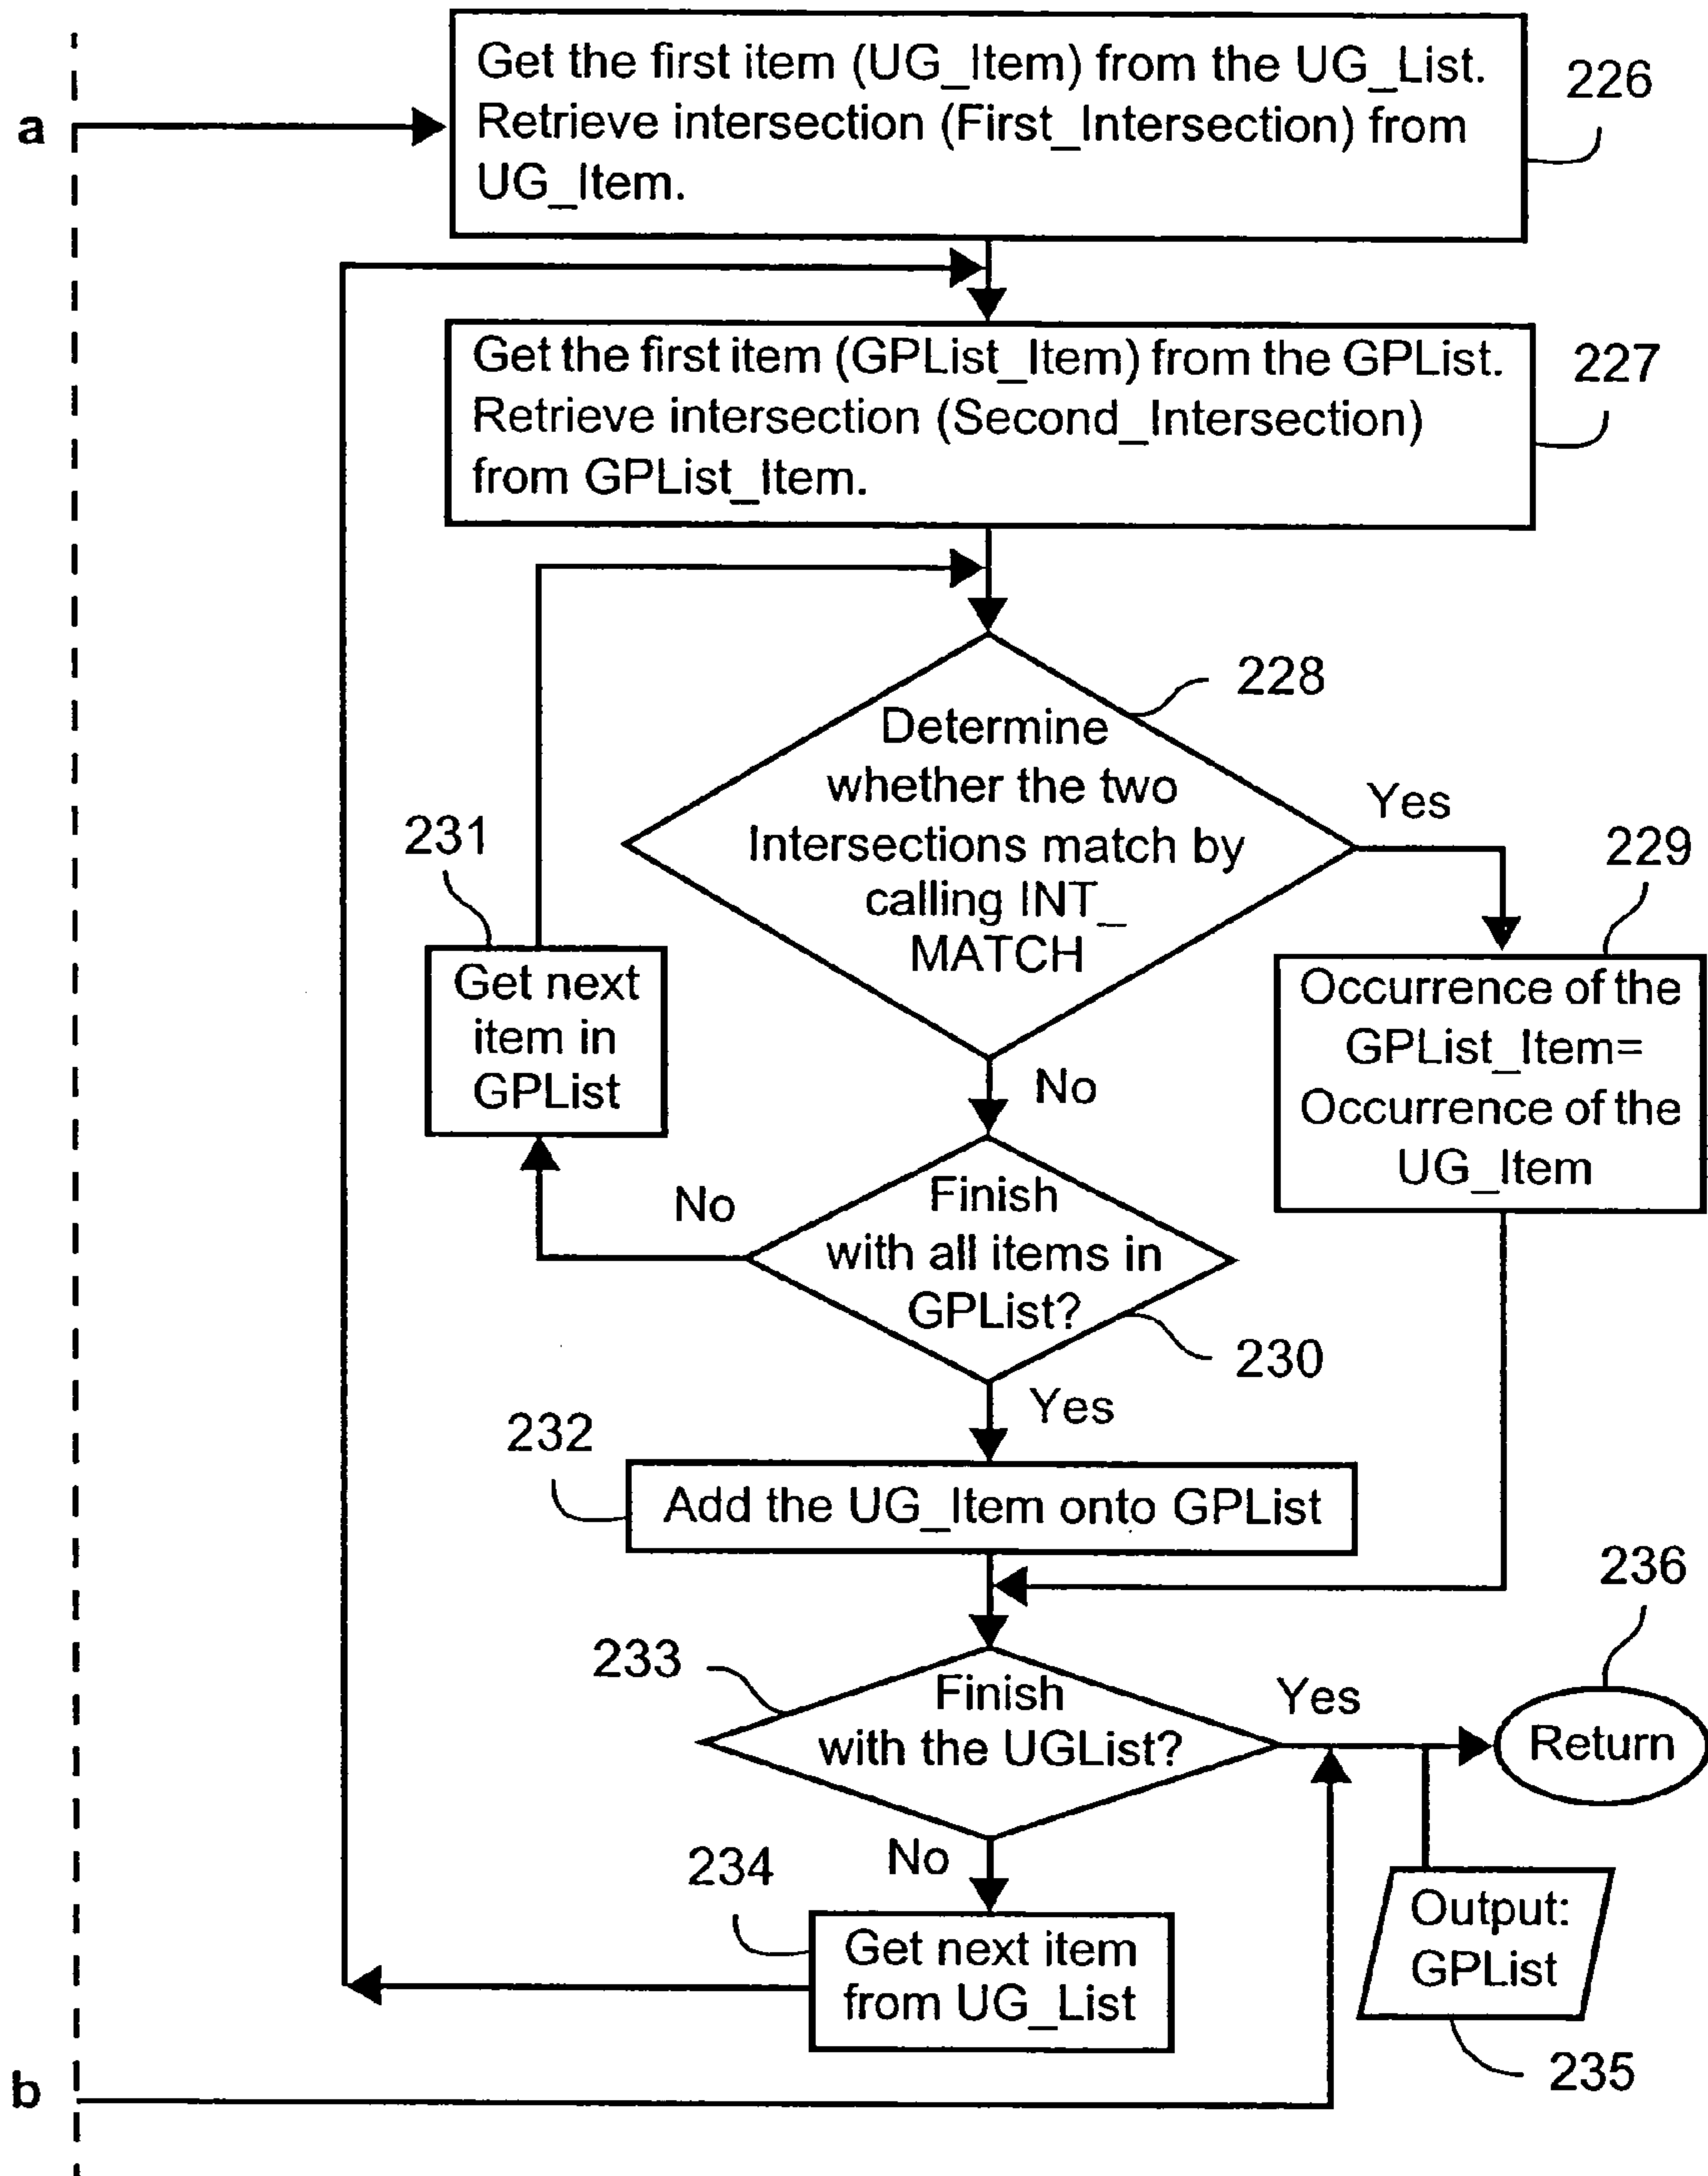 Get the first item (UG_Item) from the UG_List.
Retrieve intersection (First_Intersection) from
UG_Item.
226
a
Get the first item (GPList_Item) from the GPList.
Retrieve intersection (Second_Intersection)
from GPList_Item.
227
228
Determine
whether the two
Intersections match by
calling INT_
MATCH
Yes
231
229
Get next
item in
GPList
Occurrence of the
GPList_Item=
Occurrence of the
UG_Item
No
No
Finish
with all items in
GPList?
230
Yes
232
Add the UG_Item onto GPList
236
233
Finish
with the UGList?
Yes
Return
No
234
Get next item
from UG_List
Output:
GPList
235
b